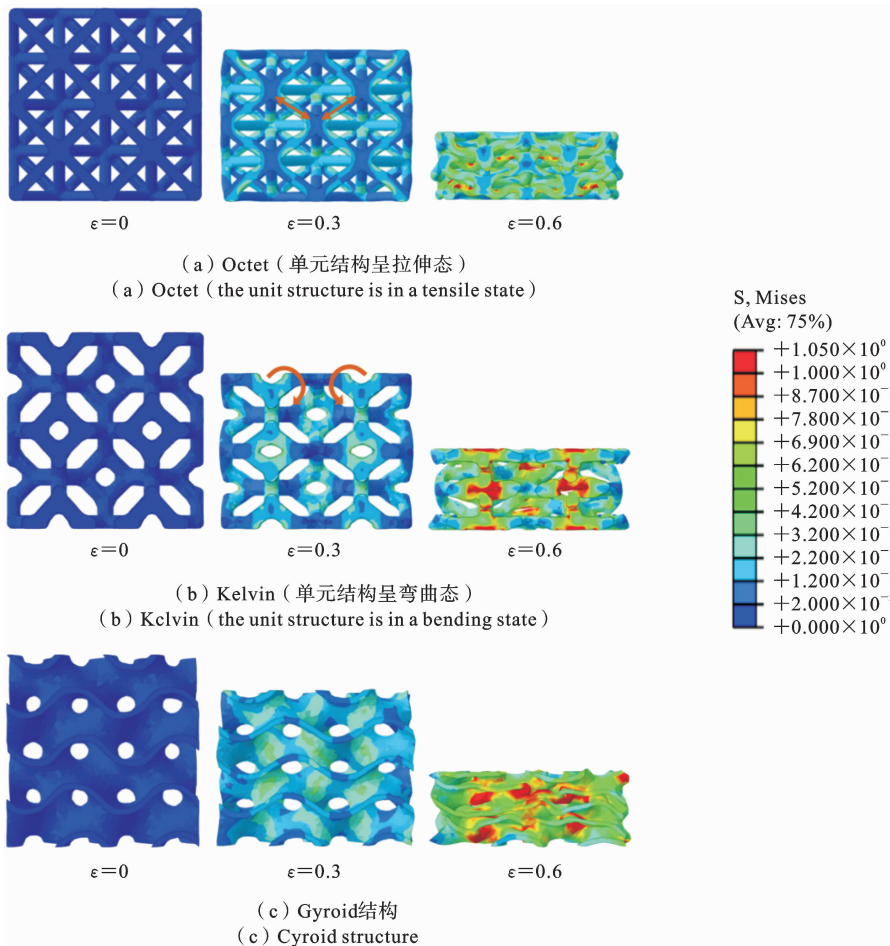 ε=0
ε=0.3
ε=0.6
(a) Octet (单元结构呈拉伸态)
(a) Octet (the unit structure is in a tensile state)
S, Mises
(Avg: 75%)
+1.050×10⁰
+1.000×10⁰
+8.700×10⁻
+7.800×10⁻
+6.900×10⁻
+6.200×10⁻
+5.200×10⁻
+4.200×10⁻
+3.200×10⁻
+2.200×10⁻
+1.200×10⁻
+2.000×10⁻
+0.000×10⁰
ε=0
ε=0.3
ε=0.6
(b) Kelvin (单元结构呈弯曲态)
(b) Kclvin (the unit structure is in a bending state)
ε=0
ε=0.3
ε=0.6
(c) Gyroid结构
(c) Cyroid structure